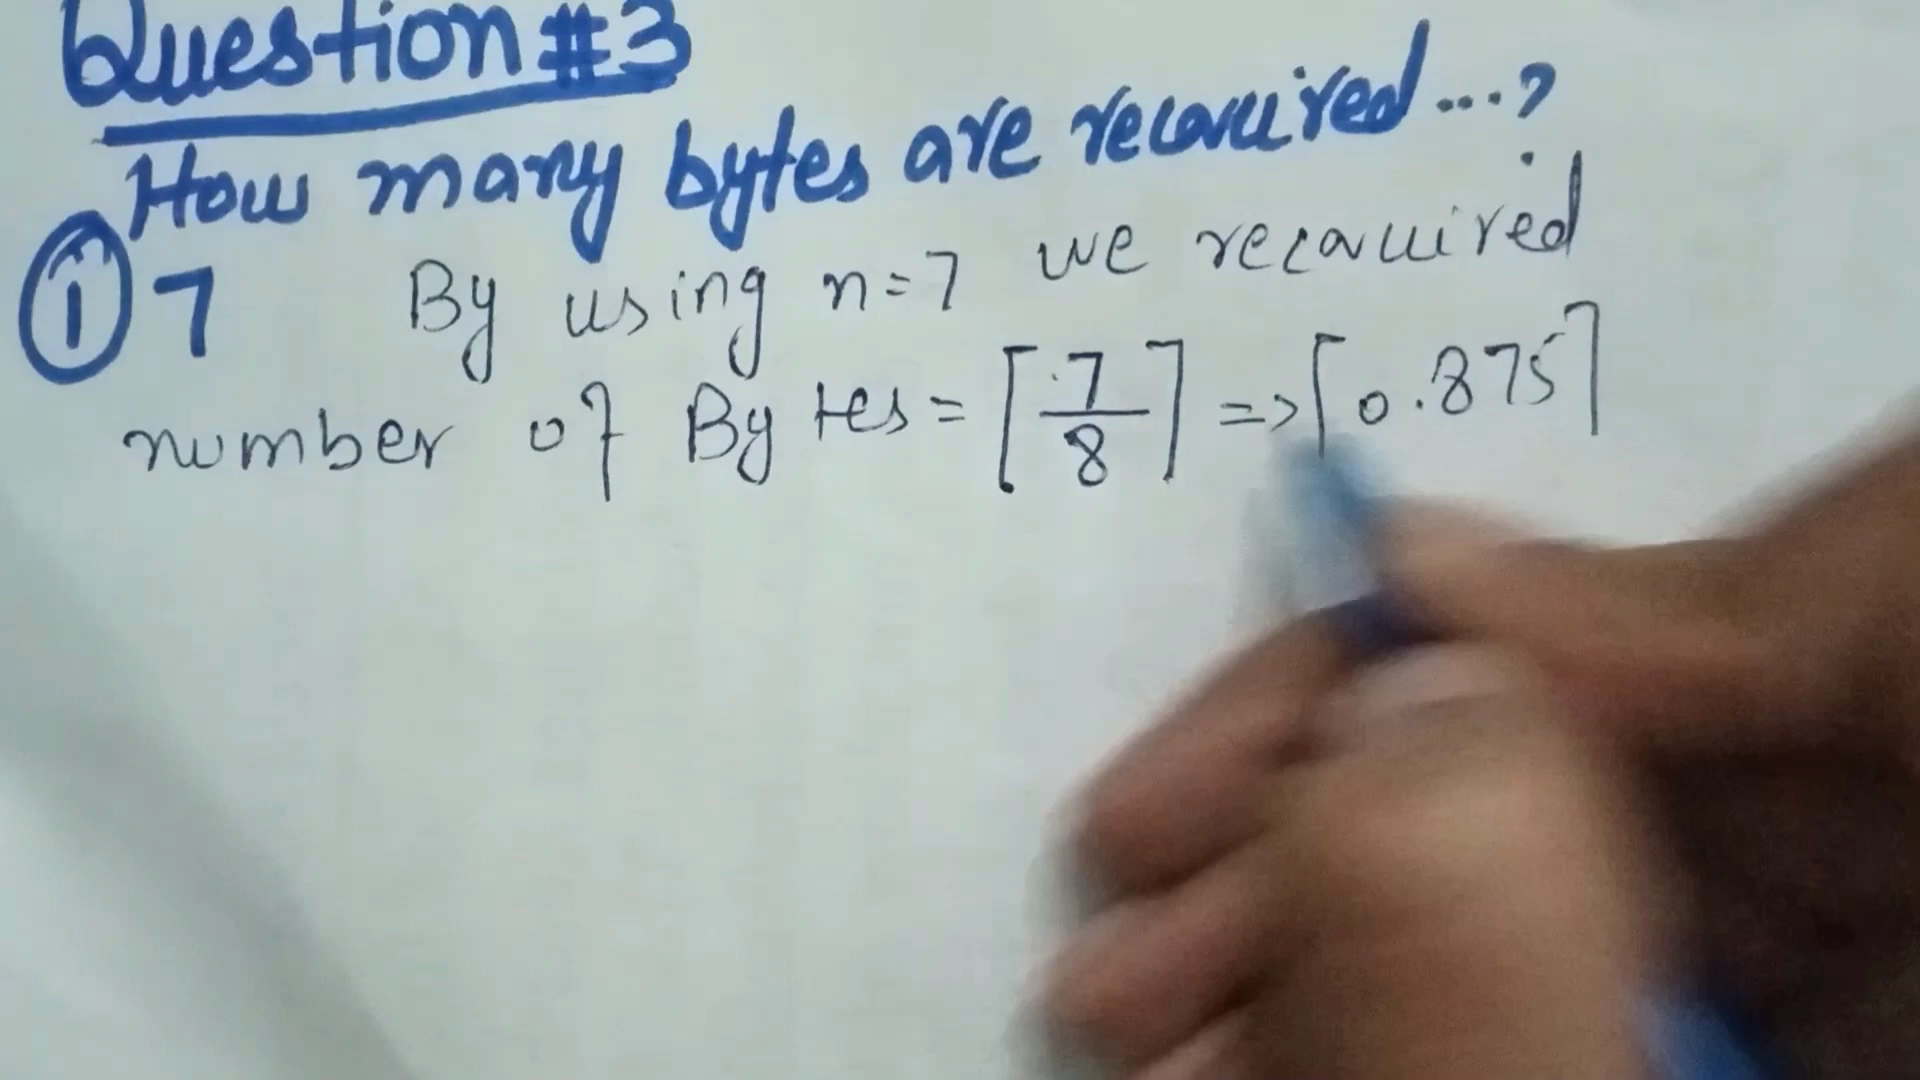 Question #3
How many bytes are recquired...?
① 7 By using n=7 we recquired
number of Bytes = ⌈7/8⌉ => ⌈0.875⌉